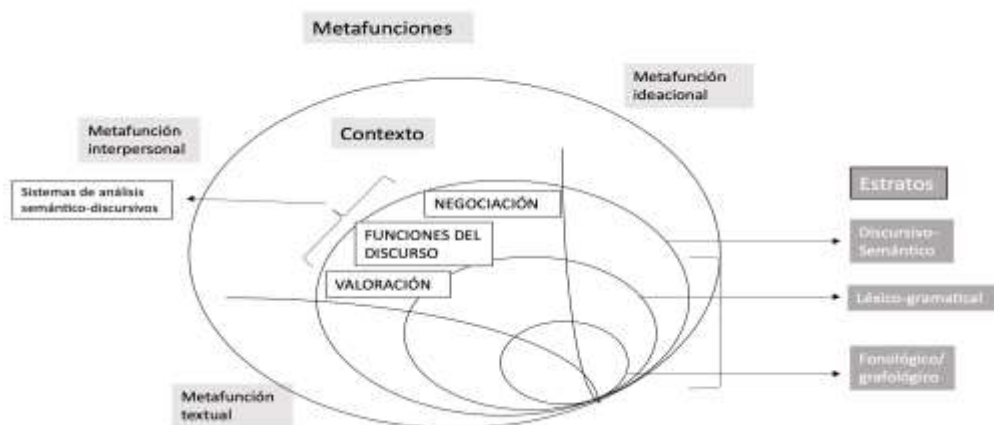 Metafunciones
Metafunción
ideacional
Metafunción
interpersonal
Contexto
Sistemas de análisis
semántico-discursivos
NEGOCIACIÓN
FUNCIONES DEL
DISCURSO
VALORACIÓN
Estratos
Discursivo-
Semántico
Léxico-gramatical
Fonológico/
grafológico
Metafunción
textual